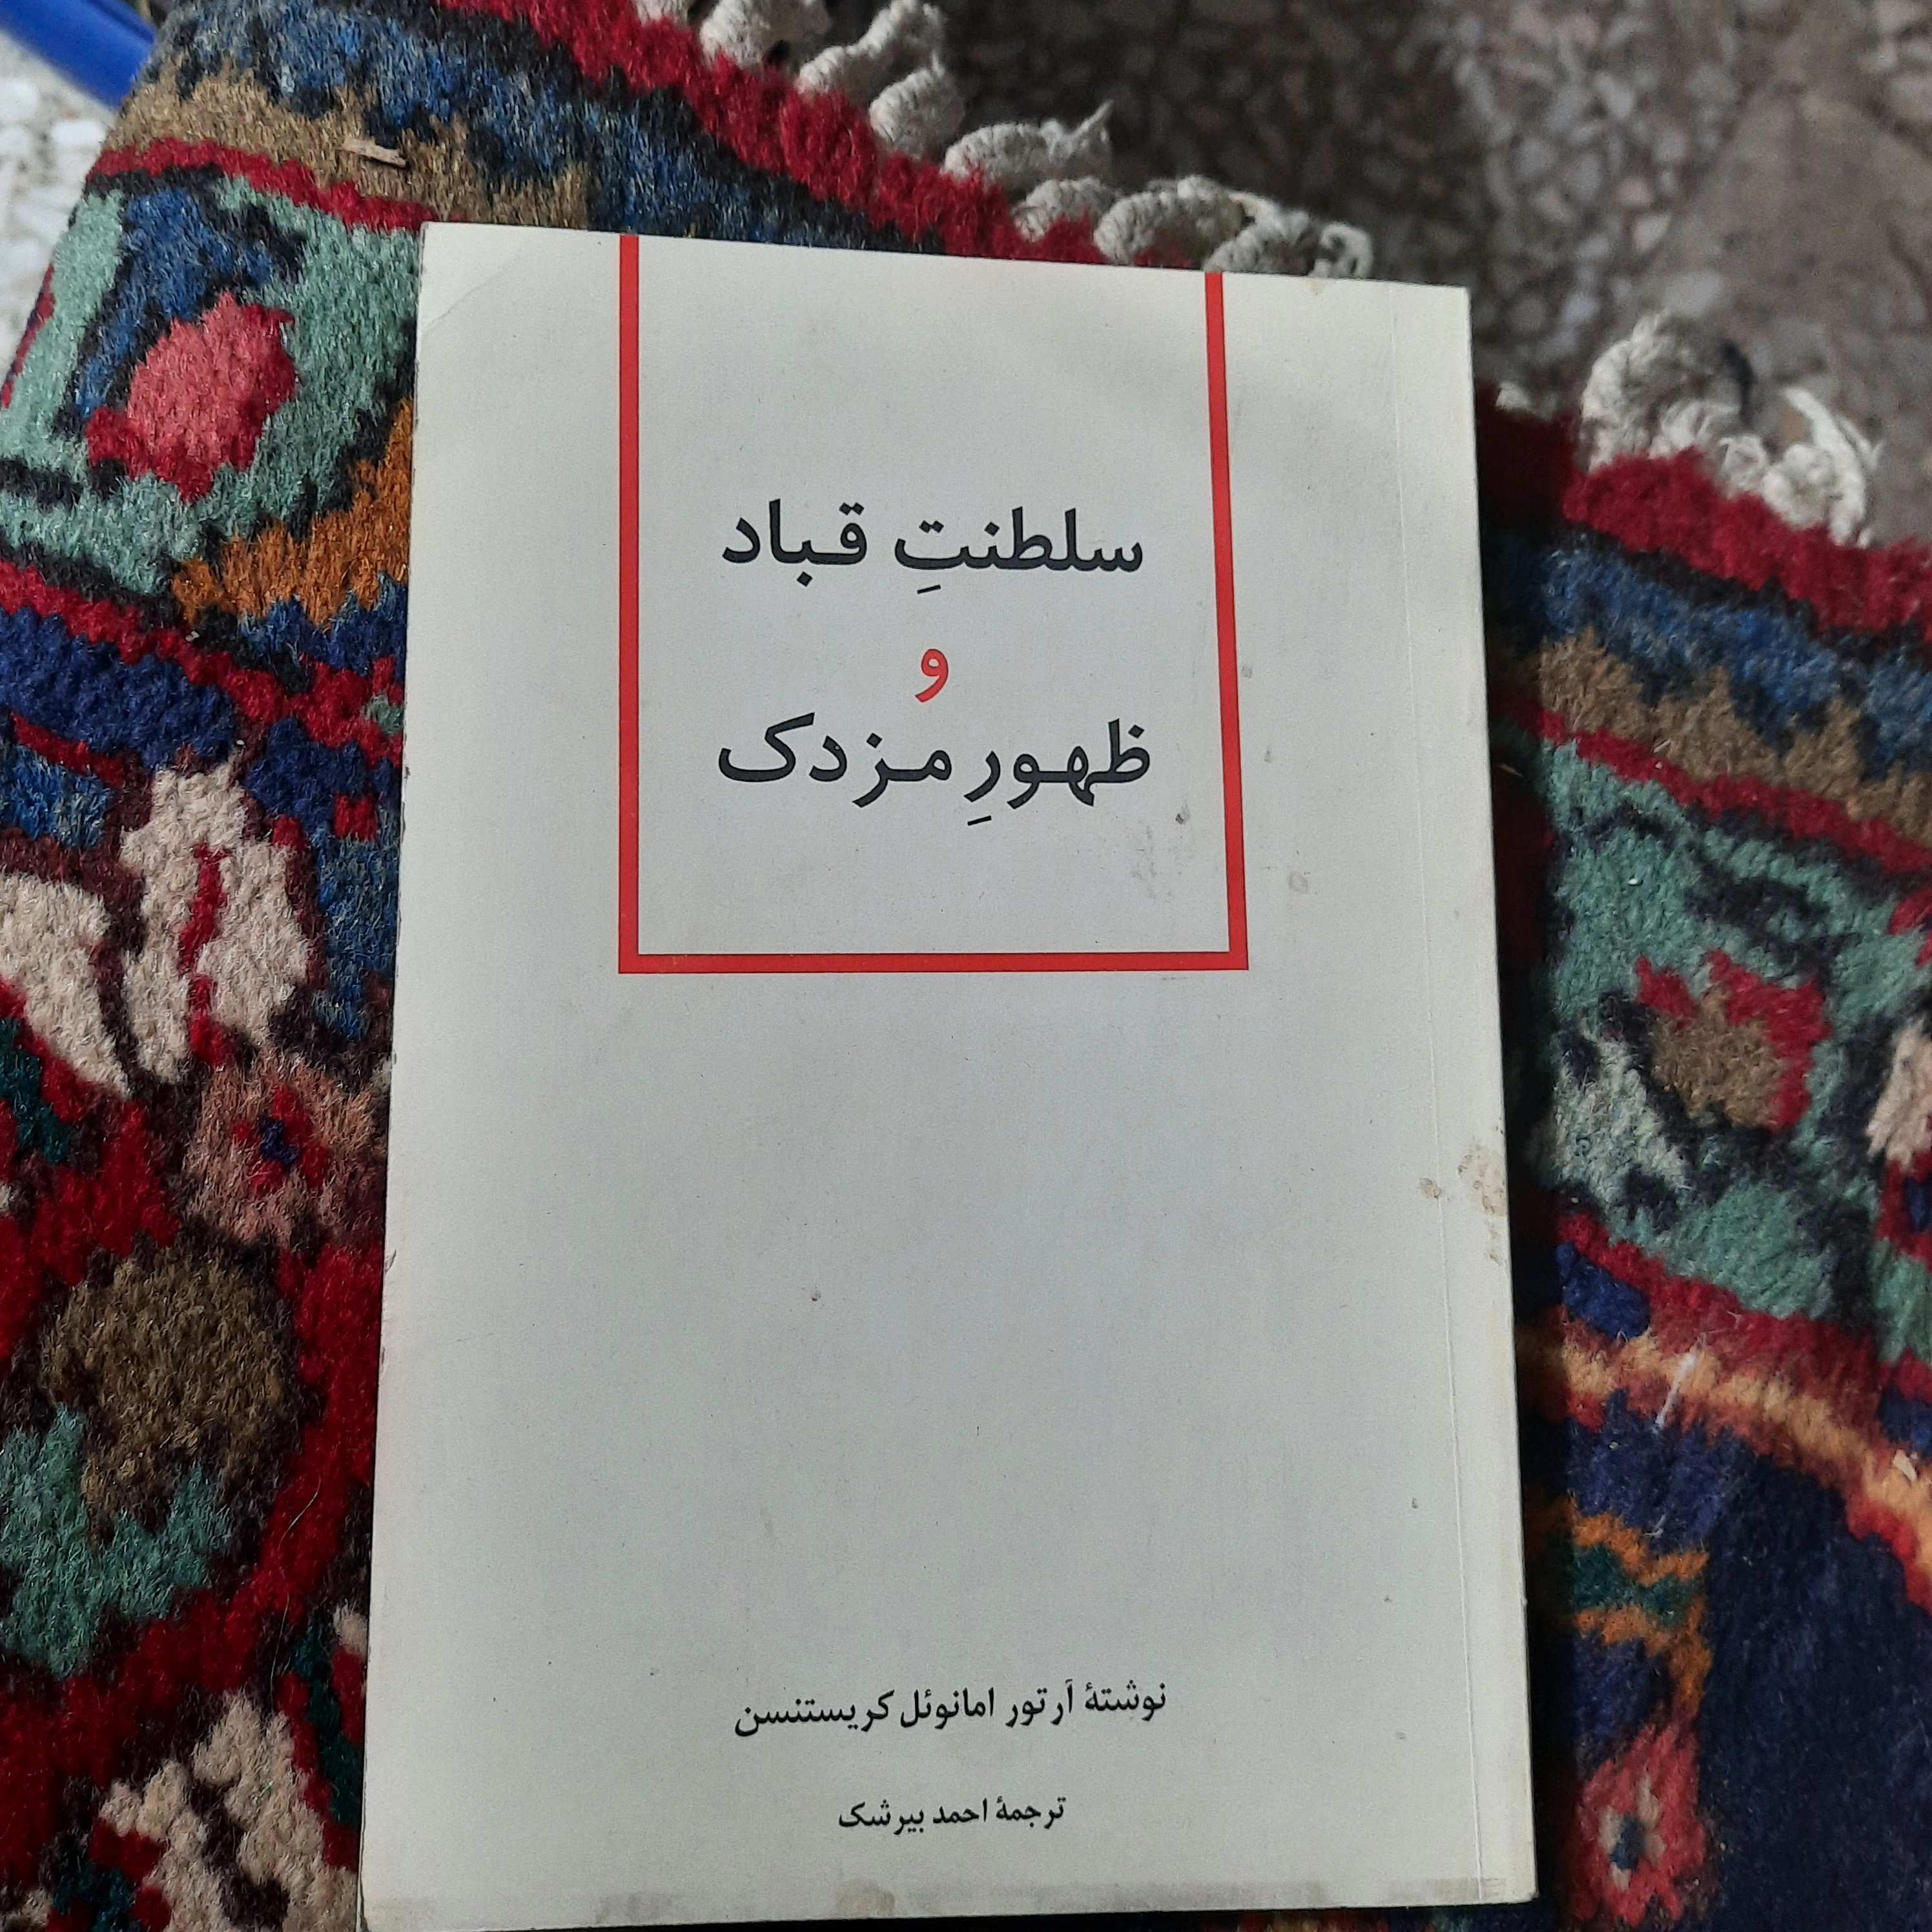 سلطنتِ قباد
و
ظهورِ مزدک
نوشتهٔ آرتور امانوئل کریستنسن
ترجمهٔ احمد بیرشک